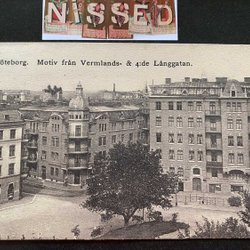 NISSED
Göteborg. Motiv från Vermlands- & 4:de Långgatan.